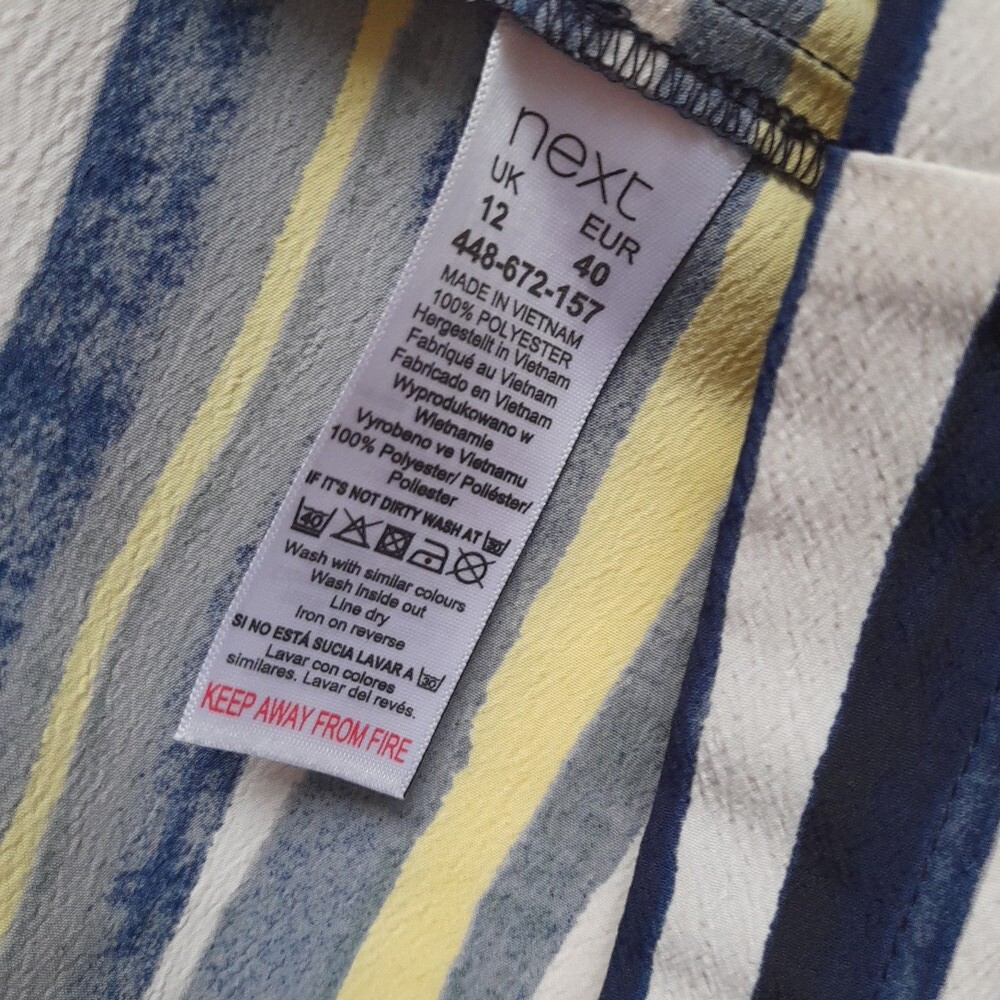 next
UK EUR
12 40
448-672-157
MADE IN VIETNAM
100% POLYESTER
Hergestellt in Vietnam
Fabriqué au Vietnam
Fabricado en Vietnam
Wyprodukowano w
Wietnamie
Vyrobeno ve Vietnamu
100% Polyester/ Poliéster/
Poliester
IF IT'S NOT DIRTY WASH AT 30
40
Wash with similar colours
Wash inside out
Line dry
Iron on reverse
SI NO ESTÁ SUCIA LAVAR A 30
Lavar con colores
similares. Lavar del revés.
KEEP AWAY FROM FIRE